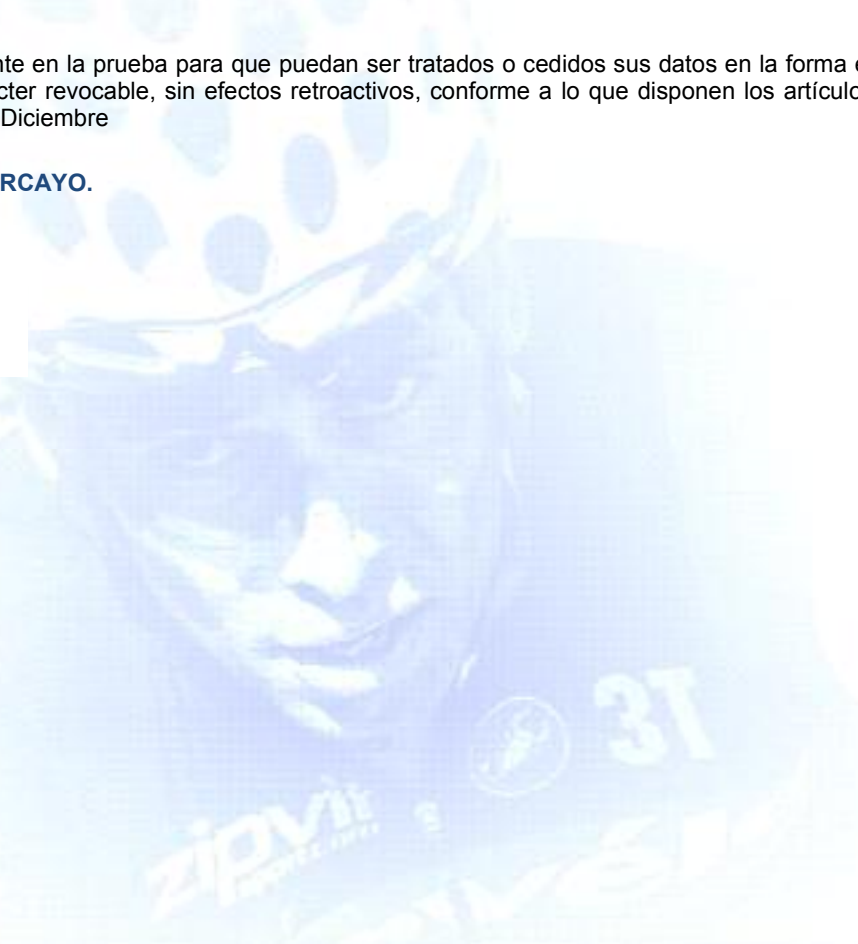 nte en la prueba para que puedan ser tratados o cedidos sus datos en la forma e
cter revocable, sin efectos retroactivos, conforme a lo que disponen los artículo
Diciembre
RCAYO.
3T
zipvit